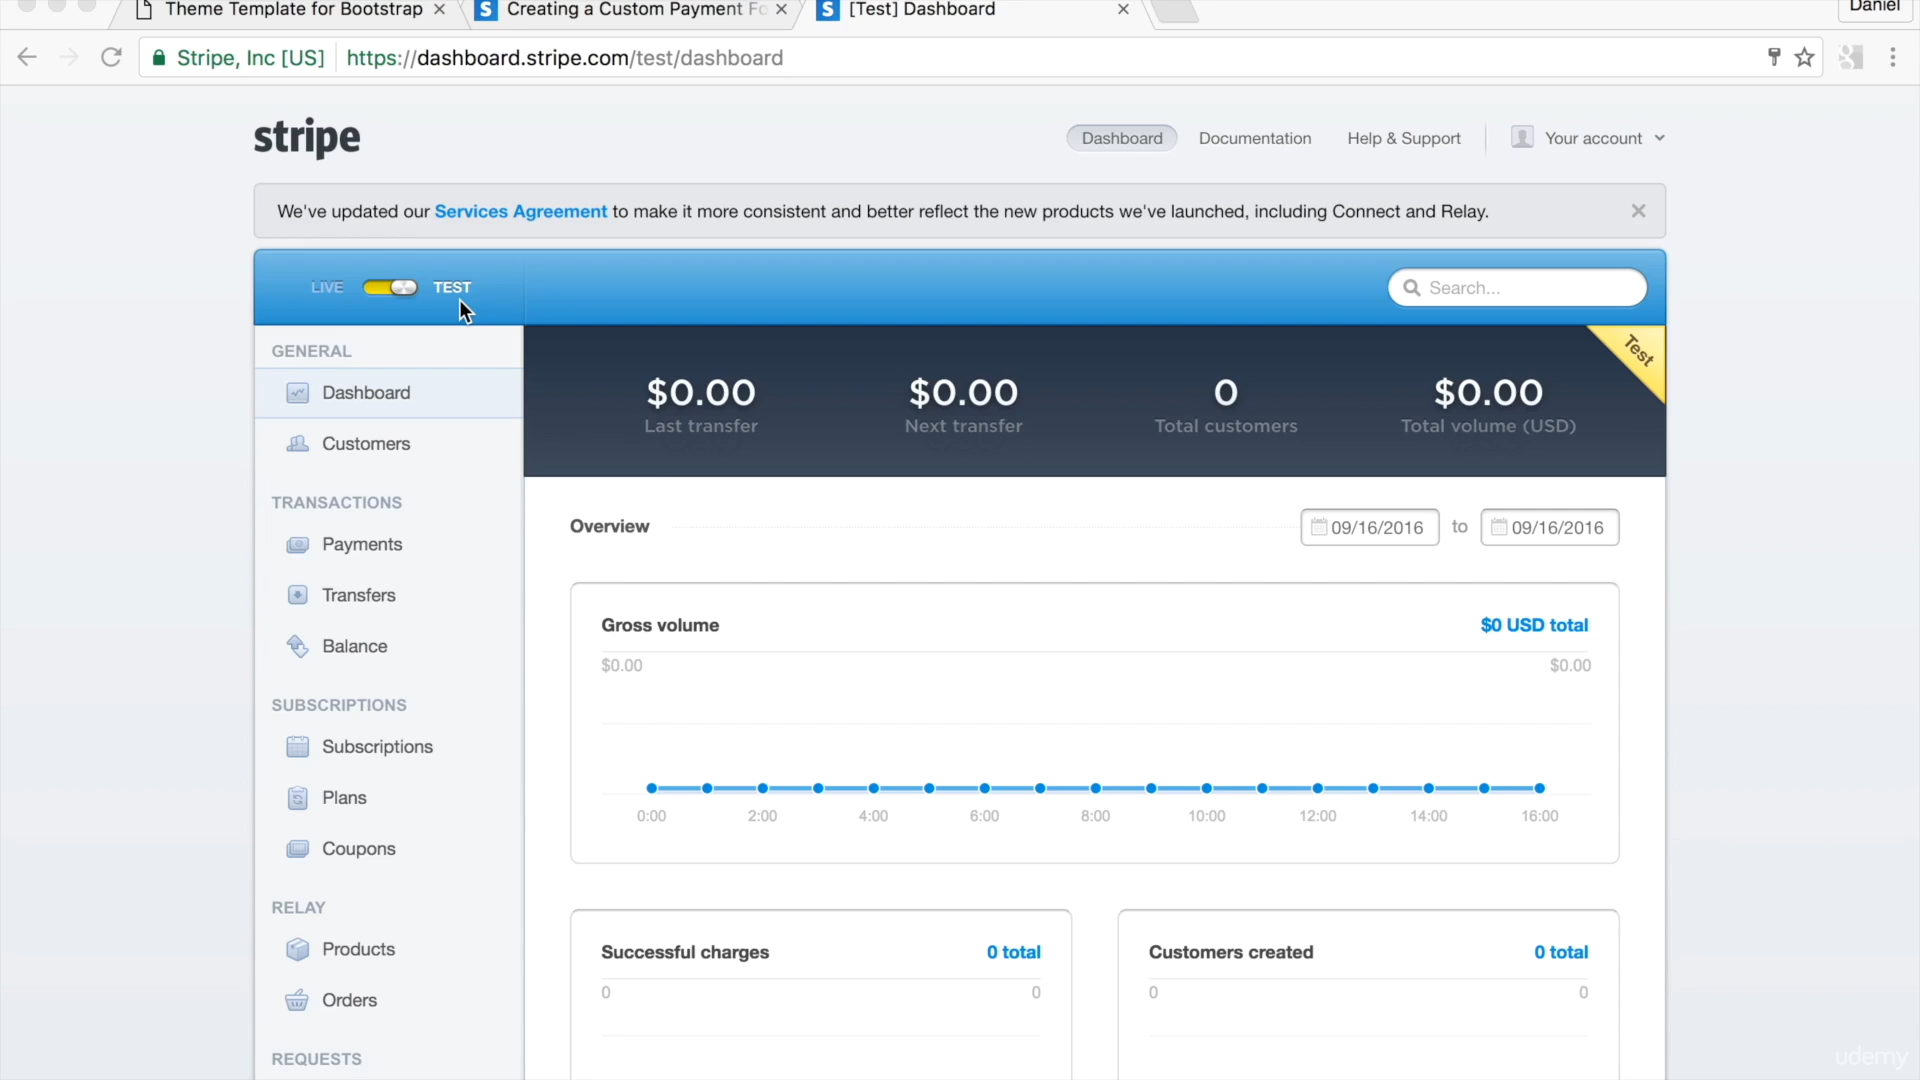 Theme Template for Bootstrap
Creating a Custom Payment Fo
[Test] Dashboard
Daniel
Stripe, Inc [US]
https://dashboard.stripe.com/test/dashboard
stripe
Dashboard
Documentation
Help & Support
Your account
We've updated our Services Agreement to make it more consistent and better reflect the new products we've launched, including Connect and Relay.
LIVE
TEST
Search...
GENERAL
Dashboard
Customers
TRANSACTIONS
Payments
Transfers
Balance
SUBSCRIPTIONS
Subscriptions
Plans
Coupons
RELAY
Products
Orders
REQUESTS
Test
$0.00
Last transfer
$0.00
Next transfer
0
Total customers
$0.00
Total volume (USD)
Overview
09/16/2016 to 09/16/2016
Gross volume
$0 USD total
$0.00
$0.00
0:00 2:00 4:00 6:00 8:00 10:00 12:00 14:00 16:00
Successful charges
0 total
0
0
Customers created
0 total
0
0
udemy